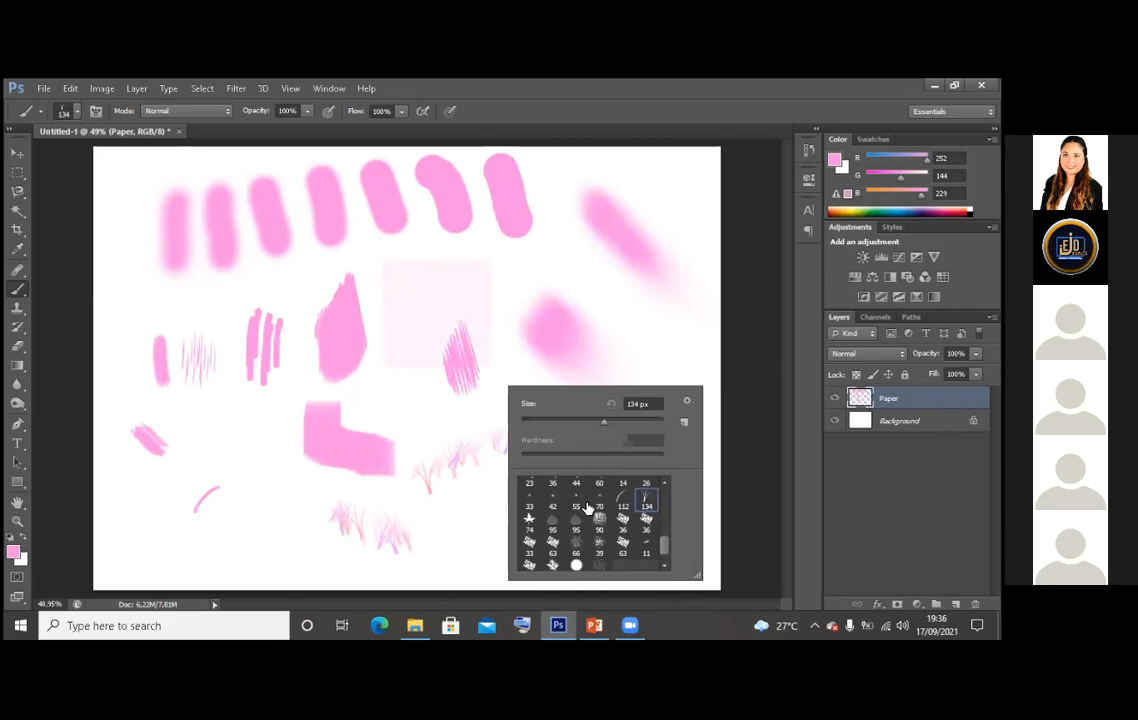 Ps File Edit Image Layer Type Select Filter 3D View Window Help
134 Mode: Normal Opacity: 100% Flow: 100% Essentials
Untitled-1 @ 49% (Paper, RGB/8) * ×
Color Swatches
R 252
G 144
B 229
Adjustments Styles
Add an adjustment
Layers Channels Paths
Kind
Normal Opacity: 100%
Lock: Fill: 100%
Paper
Background
Size: 134 px
Hardness:
23 36 44 60 14 26
33 42 55 70 112 134
74 95 95 90 36 36
33 63 66 39 63 11
48,95% Doc: 6,22M/7,81M
Type here to search
27°C
19:36
17/09/2021